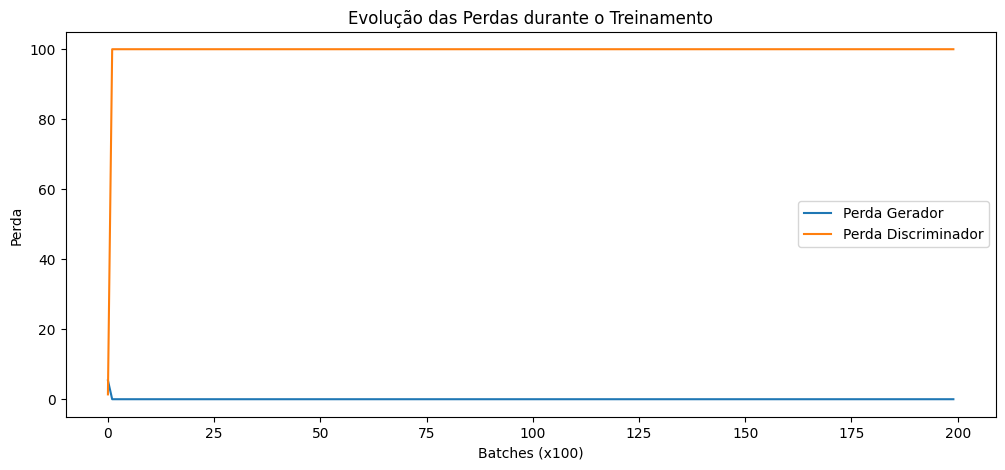 Evolução das Perdas durante o Treinamento
100
80
60
40
20
0
Perda
Perda Gerador
Perda Discriminador
0 25 50 75 100 125 150 175 200
Batches (x100)